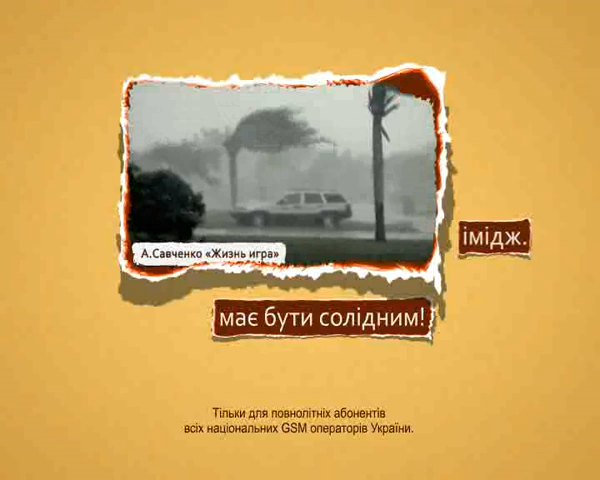 А.Савченко «Жизнь игра»
імідж.
має бути солідним!
Тільки для повнолітніх абонентів
всіх національних GSM операторів України.